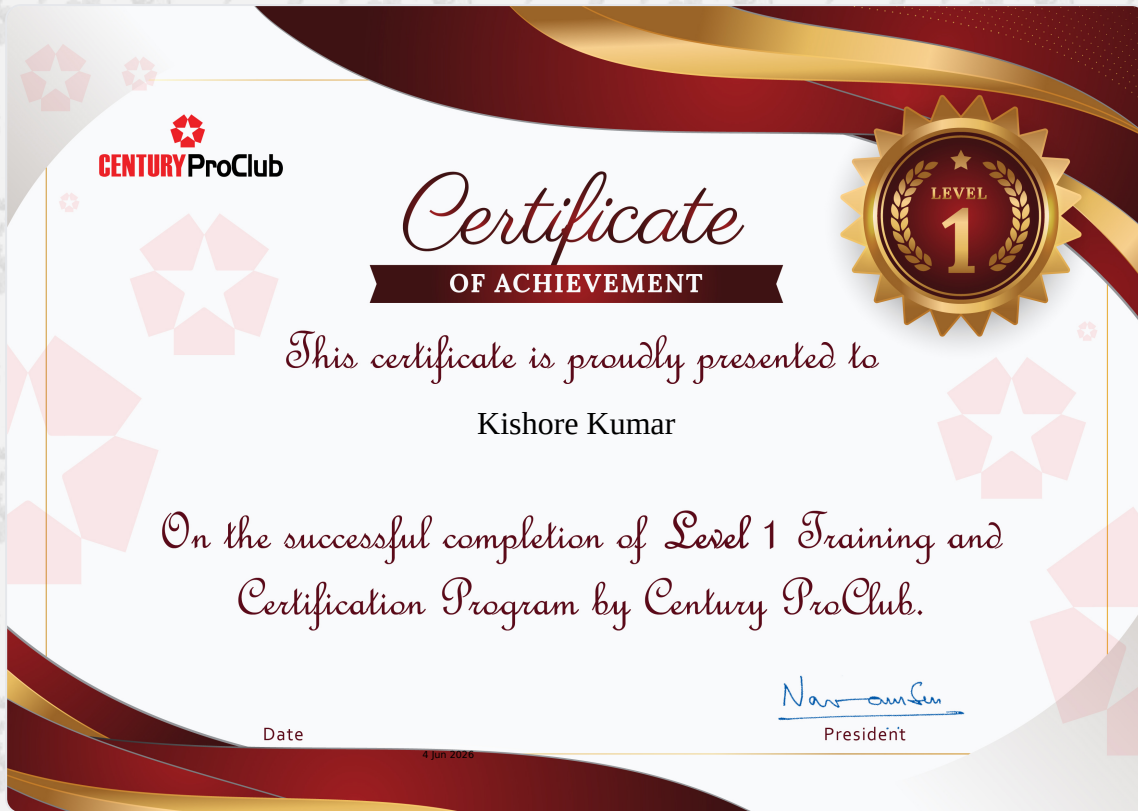 CENTURY ProClub
LEVEL
1
Certificate
OF ACHIEVEMENT
This certificate is proudly presented to
Kishore Kumar
On the successful completion of Level 1 Training and
Certification Program by Century ProClub.
Date
President
4 Jun 2026